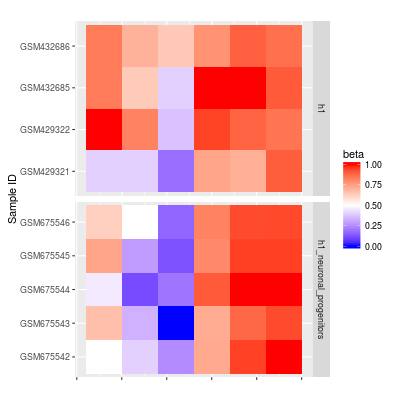 GSM432686
GSM432685
GSM429322
GSM429321
h1
GSM675546
GSM675545
GSM675544
GSM675543
GSM675542
h1_neuronal_progenitors
Sample ID
beta
1.00
0.75
0.50
0.25
0.00